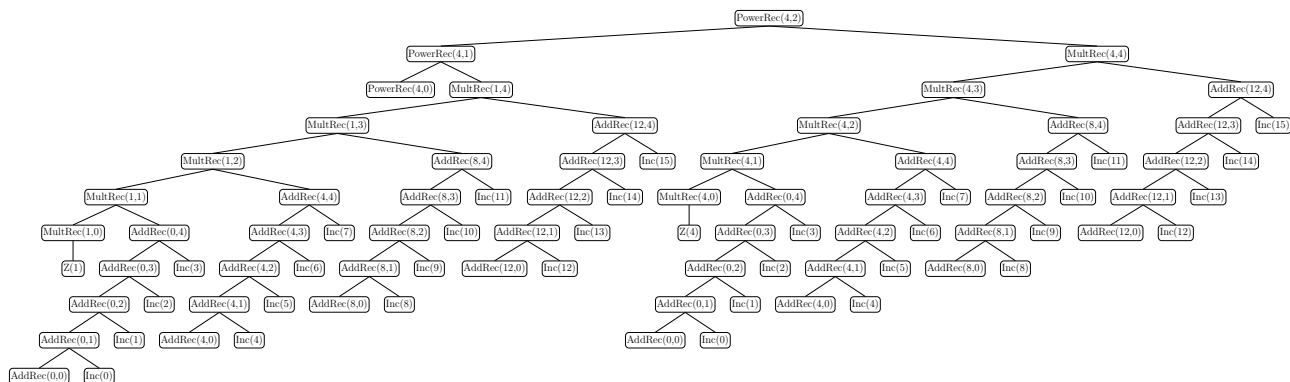 PowerRec(4,2)
PowerRec(4,1) MultRec(4,4)
PowerRec(4,0) MultRec(1,4) MultRec(4,3) AddRec(12,4)
MultRec(1,3) AddRec(12,4) MultRec(4,2) AddRec(8,4) AddRec(12,3) Inc(15)
MultRec(1,2) AddRec(8,4) AddRec(12,3) Inc(15) MultRec(4,1) AddRec(4,4) AddRec(8,3) Inc(11) AddRec(12,2) Inc(14)
MultRec(1,1) AddRec(4,4) AddRec(8,3) Inc(11) AddRec(12,2) Inc(14) MultRec(4,0) AddRec(0,4) AddRec(4,3) Inc(7) AddRec(8,2) Inc(10) AddRec(12,1) Inc(13)
MultRec(1,0) AddRec(0,4) AddRec(4,3) Inc(7) AddRec(8,2) Inc(10) AddRec(12,1) Inc(13) Z(4) AddRec(0,3) Inc(3) AddRec(4,2) Inc(6) AddRec(8,1) Inc(9) AddRec(12,0) Inc(12)
Z(1) AddRec(0,3) Inc(3) AddRec(4,2) Inc(6) AddRec(8,1) Inc(9) AddRec(12,0) Inc(12) AddRec(0,2) Inc(2) AddRec(4,1) Inc(5) AddRec(8,0) Inc(8)
AddRec(0,2) Inc(2) AddRec(4,1) Inc(5) AddRec(8,0) Inc(8) AddRec(0,1) Inc(1) AddRec(4,0) Inc(4)
AddRec(0,1) Inc(1) AddRec(4,0) Inc(4) AddRec(0,0) Inc(0)
AddRec(0,0) Inc(0)